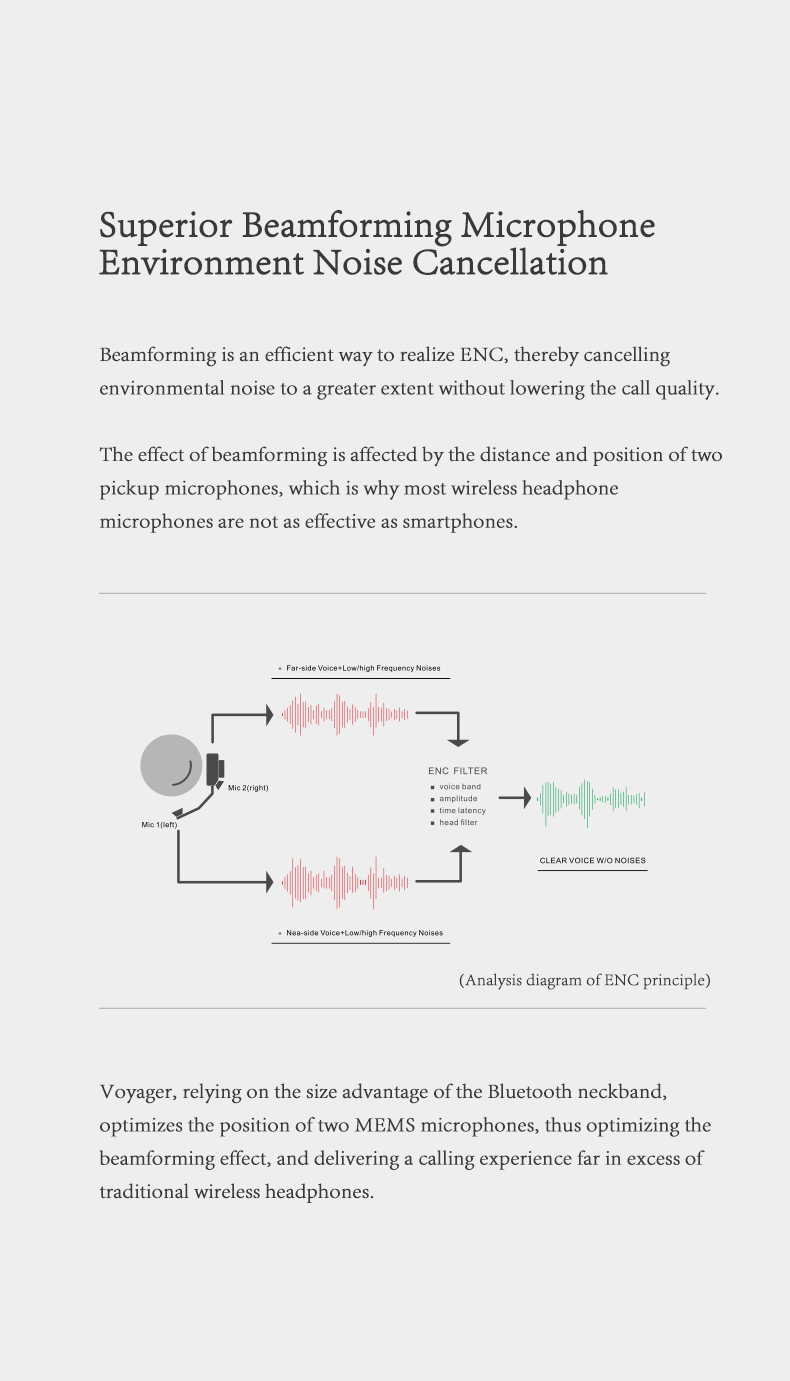 Superior Beamforming Microphone
Environment Noise Cancellation
Beamforming is an efficient way to realize ENC, thereby cancelling
environmental noise to a greater extent without lowering the call quality.
The effect of beamforming is affected by the distance and position of two
pickup microphones, which is why most wireless headphone
microphones are not as effective as smartphones.
Far-side Voice+Low/high Frequency Noises
ENC FILTER
voice band
amplitude
time latency
head filter
Mic 2(right)
Mic 1(left)
CLEAR VOICE W/O NOISES
Nea-side Voice+Low/high Frequency Noises
(Analysis diagram of ENC principle)
Voyager, relying on the size advantage of the Bluetooth neckband,
optimizes the position of two MEMS microphones, thus optimizing the
beamforming effect, and delivering a calling experience far in excess of
traditional wireless headphones.